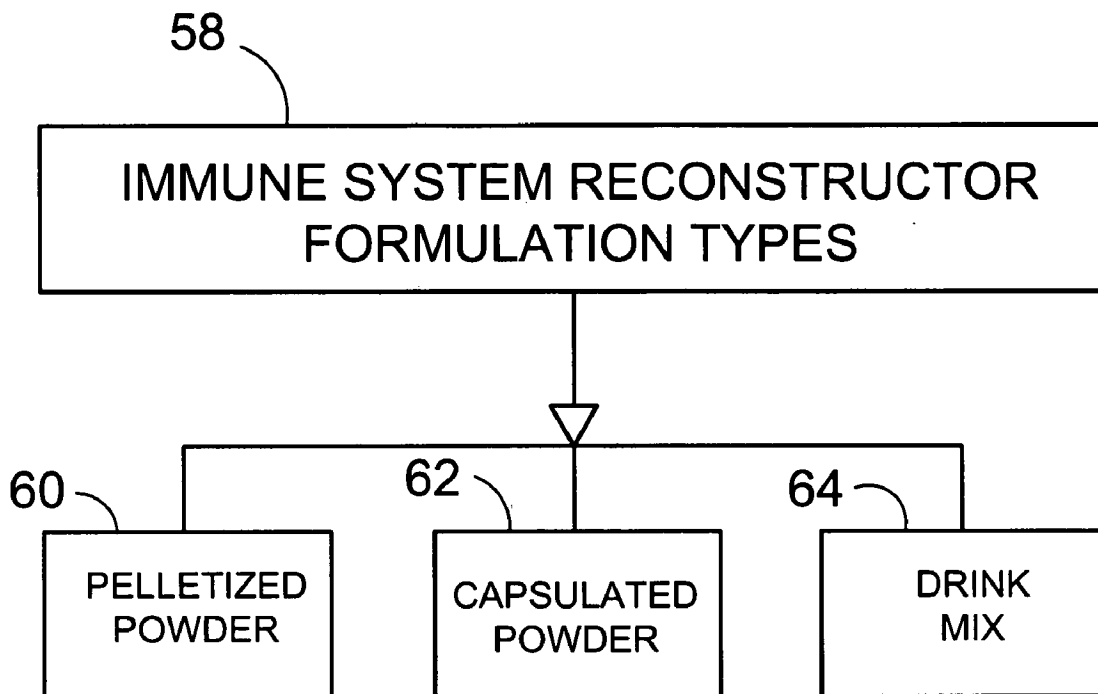 58
IMMUNE SYSTEM RECONSTRUCTOR
FORMULATION TYPES
60
PELLETIZED
POWDER
62
CAPSULATED
POWDER
64
DRINK
MIX